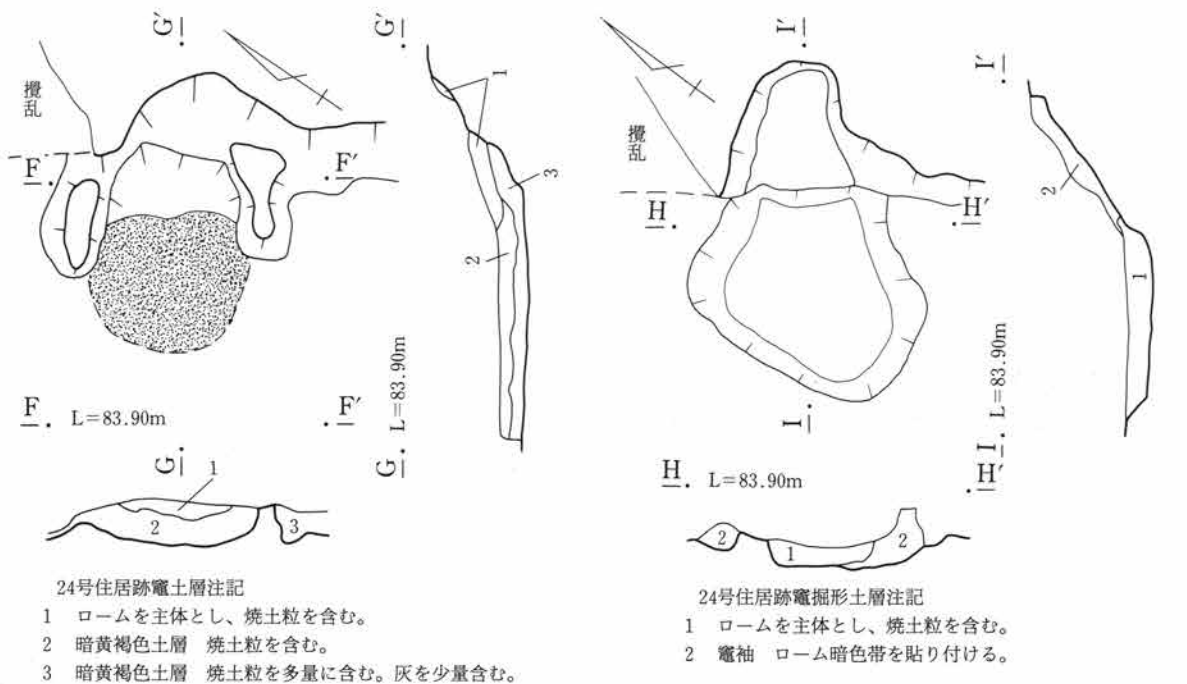 G′
G′
I′
I′
1
攪乱
攪乱
F
F′
3
2
2
H
H′
1
L=83.90m
L=83.90m
F
L=83.90m
F′
G
G
1
2
3
I
I
H
L=83.90m
H′
2
1
2
24号住居跡竈土層注記
1 ロームを主体とし、焼土粒を含む。
2 暗黄褐色土層 焼土粒を含む。
3 暗黄褐色土層 焼土粒を多量に含む。灰を少量含む。
24号住居跡竈掘形土層注記
1 ロームを主体とし、焼土粒を含む。
2 竈袖 ローム暗色帯を貼り付ける。